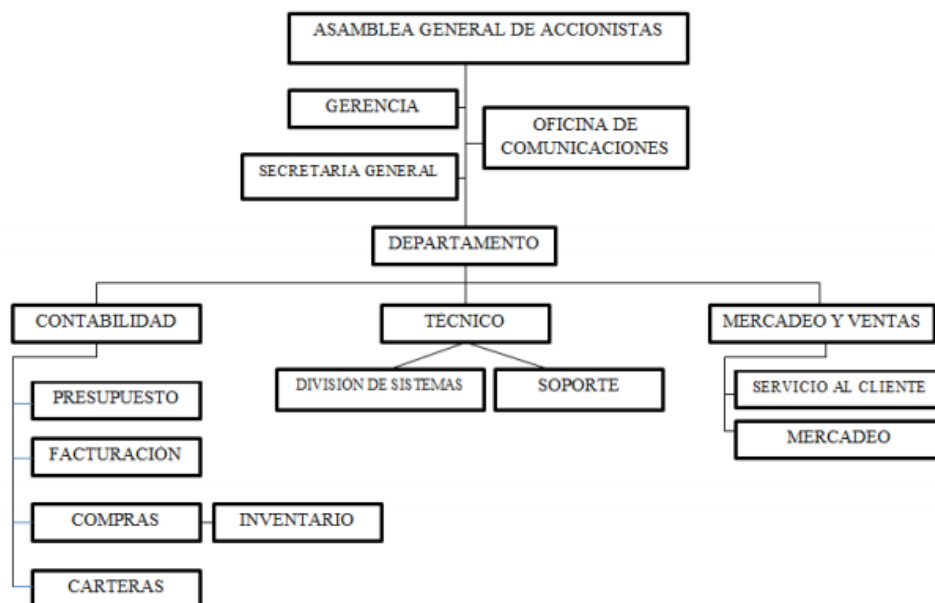 ASAMBLEA GENERAL DE ACCIONISTAS
GERENCIA
OFICINA DE
COMUNICACIONES
SECRETARIA GENERAL
DEPARTAMENTO
CONTABILIDAD
TÉCNICO
MERCADEO Y VENTAS
DIVISIÓN DE SISTEMAS
SOPORTE
SERVICIO AL CLIENTE
PRESUPUESTO
MERCADEO
FACTURACIÓN
COMPRAS
INVENTARIO
CARTERAS